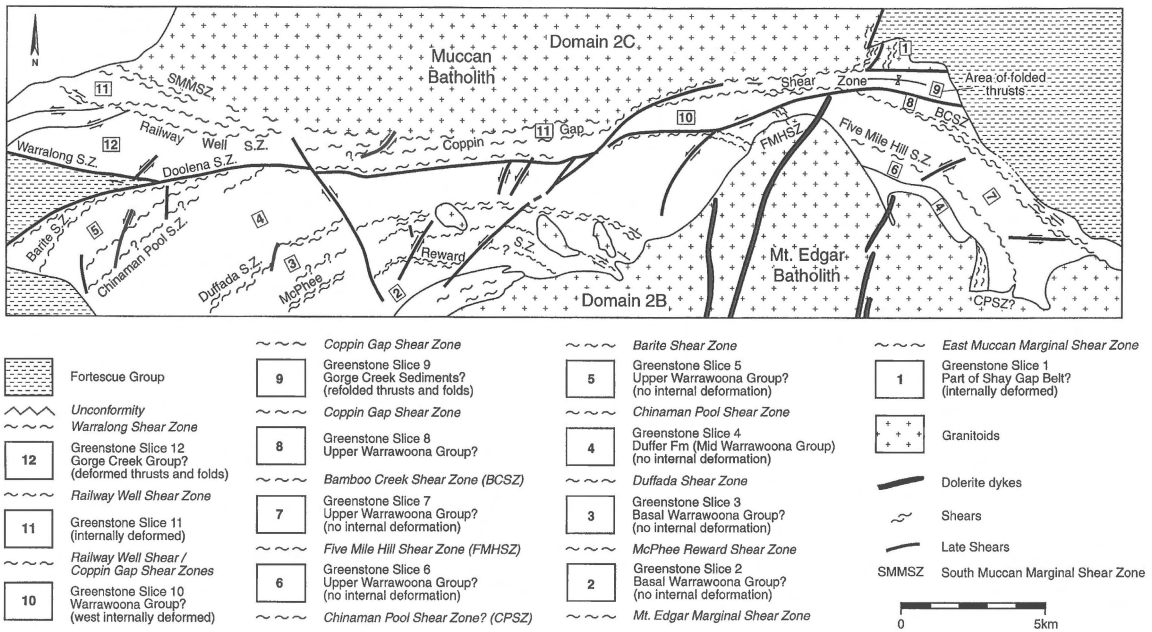 N
Domain 2C
Muccan
Batholith
1
Area of folded
thrusts
9
8
BCSZ
Shear Zone
SMMSZ
11
10
11
Gap
Coppin
FMHSZ
Five Mile Hill S.Z.
Railway Well S.Z.
12
Warralong S.Z.
Doolena S.Z.
6
7
4
5
Barite S.Z.
Chinaman Pool S.Z.
4
Duffada S.Z.
3
McPhee
Reward S.Z.
2
Domain 2B
Mt. Edgar
Batholith
CPSZ?
Fortescue Group
Unconformity
Warralong Shear Zone
12
Greenstone Slice 12
Gorge Creek Group?
(deformed thrusts and folds)
Railway Well Shear Zone
11
Greenstone Slice 11
(internally deformed)
Railway Well Shear /
Coppin Gap Shear Zones
10
Greenstone Slice 10
Warrawoona Group?
(west internally deformed)
Coppin Gap Shear Zone
9
Greenstone Slice 9
Gorge Creek Sediments?
(refolded thrusts and folds)
Coppin Gap Shear Zone
8
Greenstone Slice 8
Upper Warrawoona Group?
Bamboo Creek Shear Zone (BCSZ)
7
Greenstone Slice 7
Upper Warrawoona Group?
(no internal deformation)
Five Mile Hill Shear Zone (FMHSZ)
6
Greenstone Slice 6
Upper Warrawoona Group?
(no internal deformation)
Chinaman Pool Shear Zone? (CPSZ)
Barite Shear Zone
5
Greenstone Slice 5
Upper Warrawoona Group?
(no internal deformation)
Chinaman Pool Shear Zone
4
Greenstone Slice 4
Duffer Fm (Mid Warrawoona Group)
(no internal deformation)
Duffada Shear Zone
3
Greenstone Slice 3
Basal Warrawoona Group?
(no internal deformation)
McPhee Reward Shear Zone
2
Greenstone Slice 2
Basal Warrawoona Group?
(no internal deformation)
Mt. Edgar Marginal Shear Zone
East Muccan Marginal Shear Zone
1
Greenstone Slice 1
Part of Shay Gap Belt?
(internally deformed)
Granitoids
Dolerite dykes
Shears
Late Shears
SMMSZ South Muccan Marginal Shear Zone
0 5km